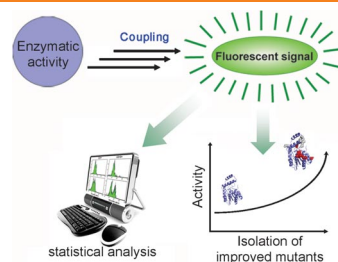 Enzymatic
activity
Coupling
Fluorescent signal
statistical analysis
Activity
Isolation of
improved mutants